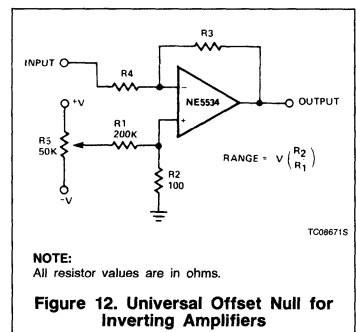 R3
INPUT
R4
NE5534
OUTPUT
+V
R1
200K
R5
50K
R2
100
-V
RANGE = V (R2/R1)
TC08671S
NOTE:
All resistor values are in ohms.
Figure 12. Universal Offset Null for
Inverting Amplifiers